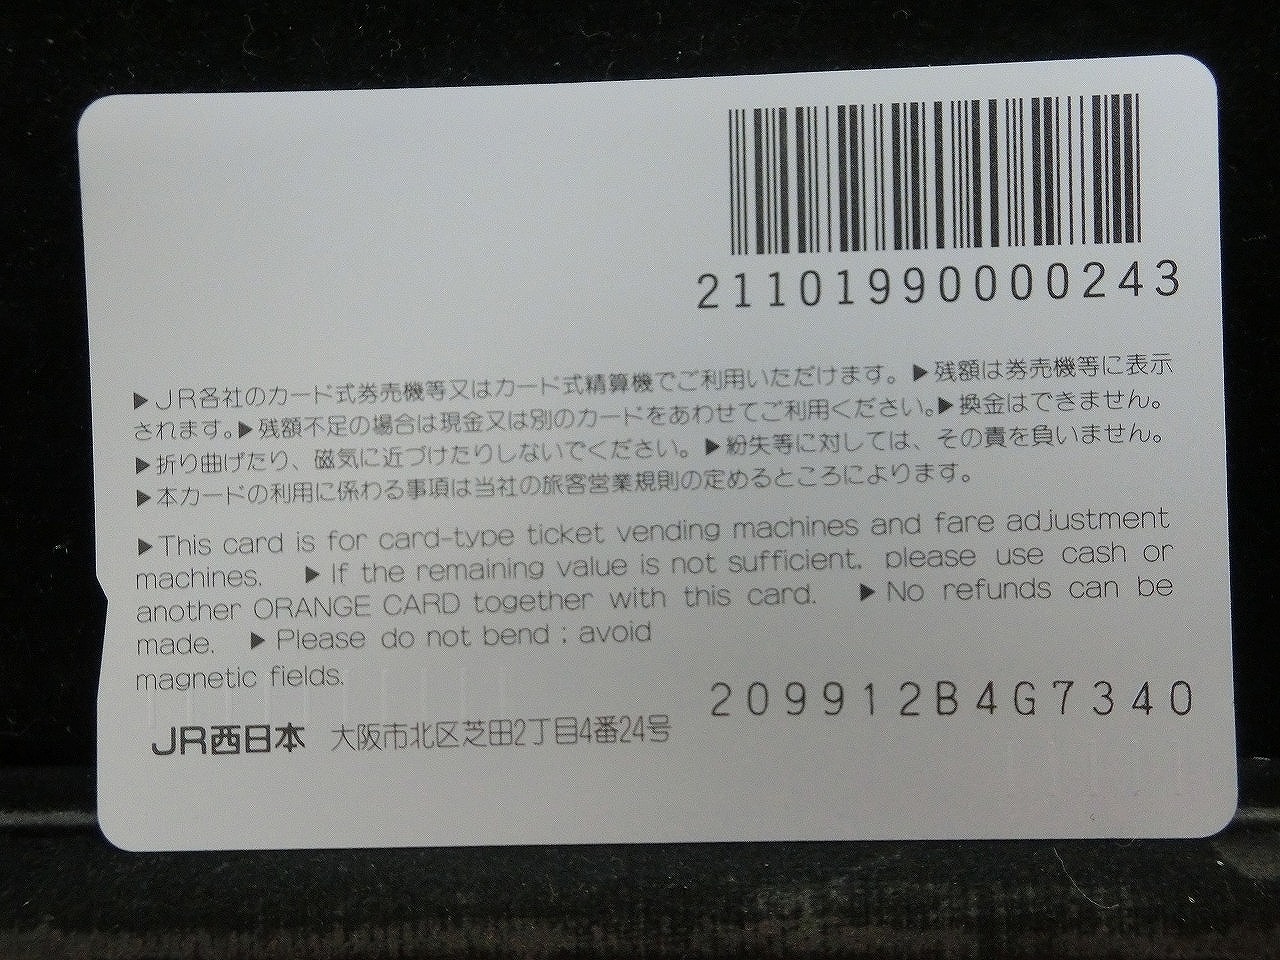 21101990000243
▶JR各社のカード式券売機等又はカード式精算機でご利用いただけます。▶残額は券売機等に表示
されます。▶残額不足の場合は現金又は別のカードをあわせてご利用ください。▶換金はできません。
▶折り曲げたり、磁気に近づけたりしないでください。▶紛失等に対しては、その責を負いません。
▶本カードの利用に係わる事項は当社の旅客営業規則の定めるところによります。
▶This card is for card-type ticket vending machines and fare adjustment
machines. ▶If the remaining value is not sufficient, please use cash or
another ORANGE CARD together with this card. ▶No refunds can be
made. ▶Please do not bend ; avoid
magnetic fields.
209912B4G7340
JR西日本 大阪市北区芝田2丁目4番24号